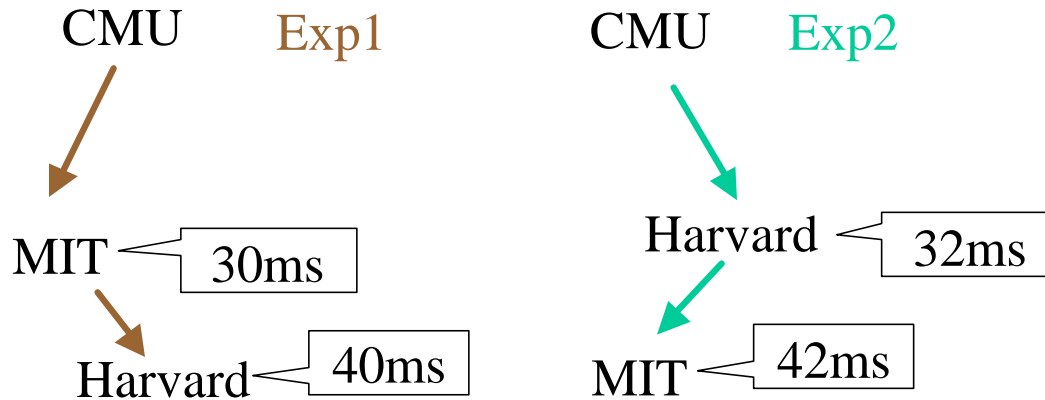 CMU Exp1
MIT 30ms
Harvard 40ms
CMU Exp2
Harvard 32ms
MIT 42ms